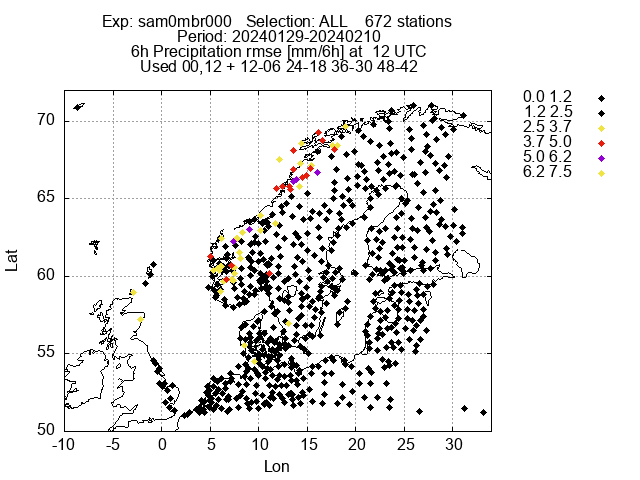 Exp: sam0mbr000 Selection: ALL 672 stations
Period: 20240129-20240210
6h Precipitation rmse [mm/6h] at 12 UTC
Used 00,12 + 12-06 24-18 36-30 48-42
0.0 1.2
1.2 2.5
2.5 3.7
3.7 5.0
5.0 6.2
6.2 7.5
70
65
60
55
50
Lat
-10 -5 0 5 10 15 20 25 30
Lon